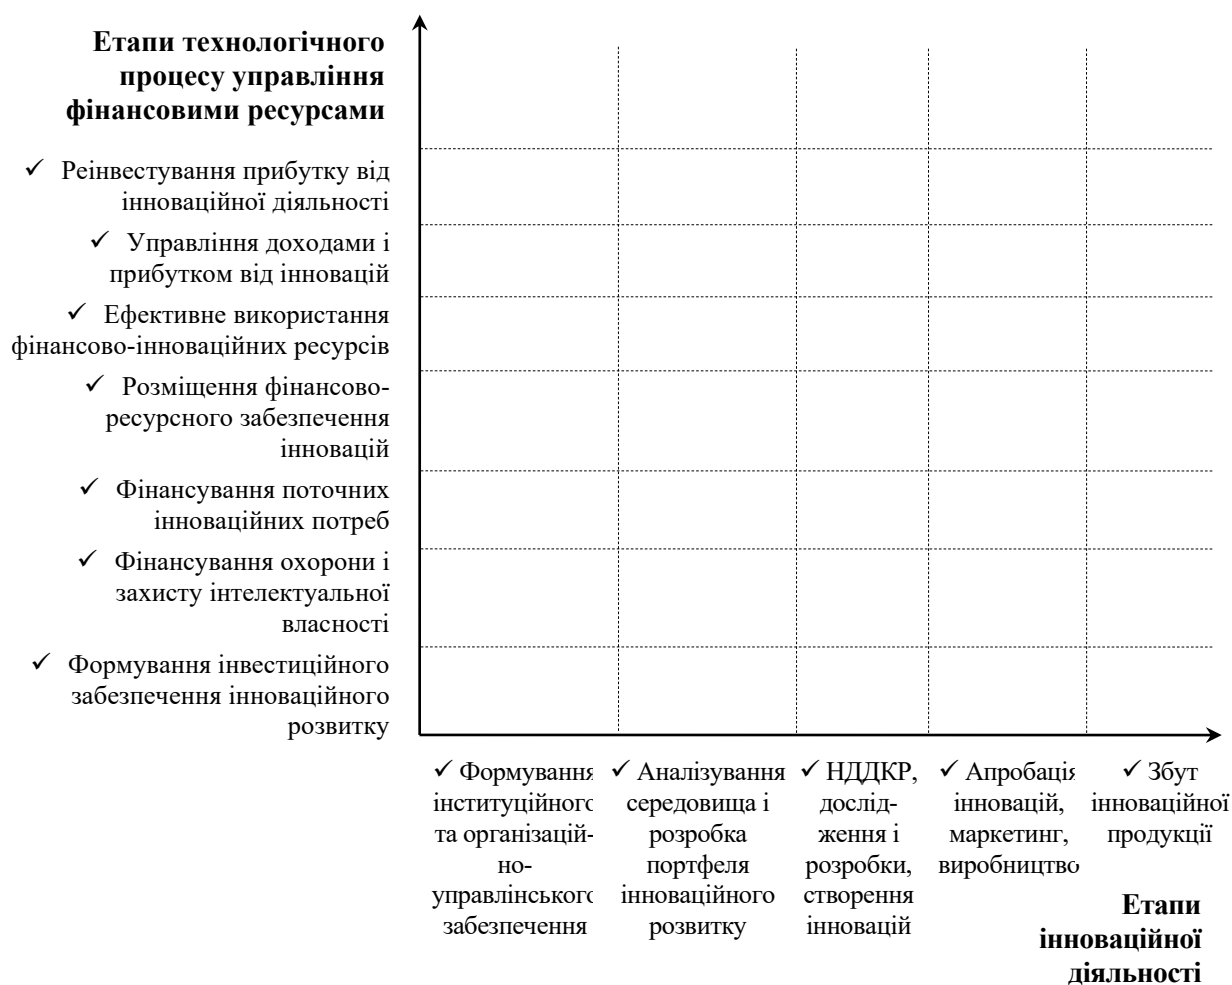 Етапи технологічного
процесу управління
фінансовими ресурсами
✓ Реінвестування прибутку від
інноваційної діяльності
✓ Управління доходами і
прибутком від інновацій
✓ Ефективне використання
фінансово-інноваційних ресурсів
✓ Розміщення фінансово-
ресурсного забезпечення
інновацій
✓ Фінансування поточних
інноваційних потреб
✓ Фінансування охорони і
захисту інтелектуальної
власності
✓ Формування інвестиційного
забезпечення інноваційного
розвитку
✓ Формування
інституційного
та організацій-
но-
управлінського
забезпечення
✓ Аналізування
середовища і
розробка
портфеля
інноваційного
розвитку
✓ НДДКР,
дослід-
ження і
розробки,
створення
інновацій
✓ Апробація
інновацій,
маркетинг,
виробництво
✓ Збут
інноваційної
продукції
Етапи
інноваційної
діяльності